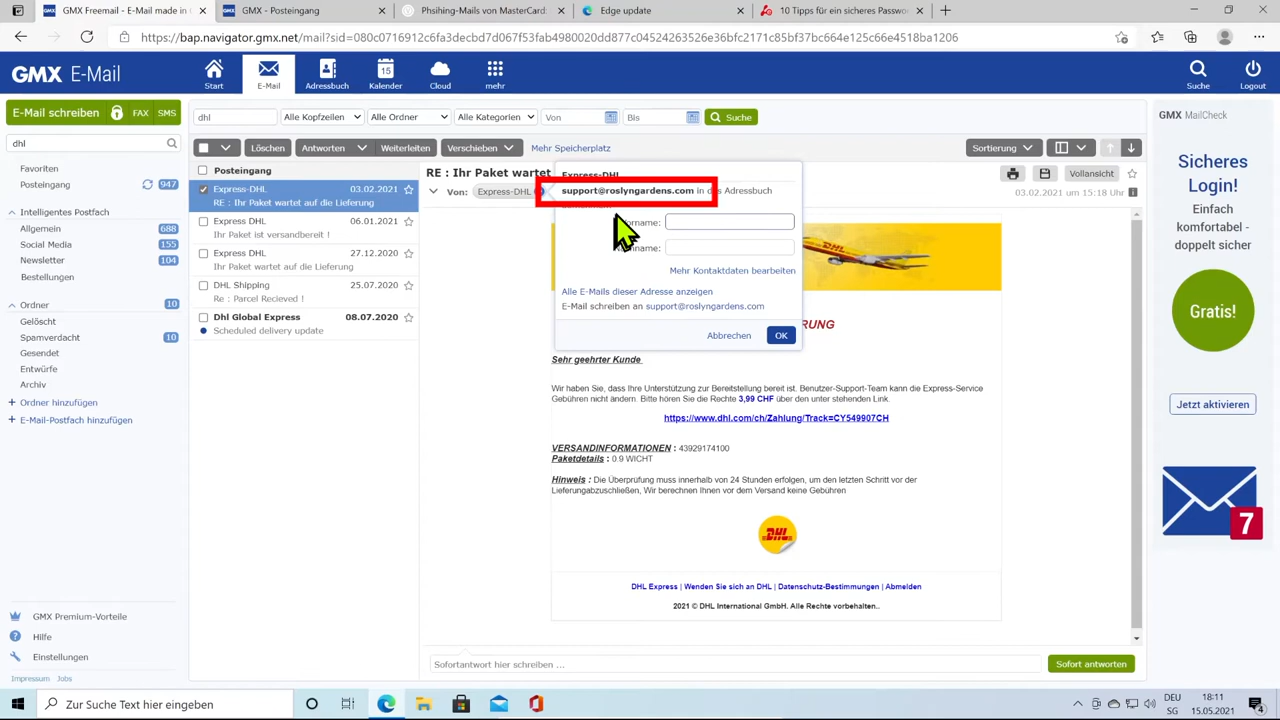 GMX Freemail - E-Mail made in G
GMX E-Mail
GMX - Posteingang
Phsihing-Mails - MasterCard:
Edge update
10 Tipps für ein sicheres Passwo
https://bap.navigator.gmx.net/mail?sid=080c0716912c6fa3decbd7d067f53fab4980020dd877c04524263526e36bfc2171c85bf37bc664e125c66e4518ba1206
GMX E-Mail
Start
E-Mail
Adressbuch
15
Kalender
Cloud
mehr
Suche
Logout
E-Mail schreiben
FAX
SMS
dhl
Alle Kopfzeilen
Alle Ordner
Alle Kategorien
Von
Bis
Suche
dhl
Löschen
Antworten
Weiterleiten
Verschieben
Mehr Speicherplatz
Sortierung
Favoriten
Posteingang 947
Intelligentes Postfach
Allgemein 688
Social Media 155
Newsletter 104
Bestellungen
Ordner 10
Gelöscht
Spamverdacht 10
Gesendet
Entwürfe
Archiv
Ordner hinzufügen
E-Mail-Postfach hinzufügen
GMX Premium-Vorteile
Hilfe
Einstellungen
Impressum Jobs
Posteingang
Express-DHL 03.02.2021
RE : Ihr Paket wartet auf die Lieferung
Express DHL 06.01.2021
Ihr Paket ist versandbereit !
Express DHL 27.12.2020
Ihr Paket wartet auf die Lieferung
DHL Shipping 25.07.2020
Re : Parcel Recieved !
Dhl Global Express 08.07.2020
Scheduled delivery update
RE : Ihr Paket wartet
Vollansicht
Von: Express-DHL
03.02.2021 um 15:18 Uhr
Express-DHL
support@roslyngardens.com in das Adressbuch
Mehr Kontaktdaten bearbeiten
Alle E-Mails dieser Adresse anzeigen
E-Mail schreiben an support@roslyngardens.com
Abbrechen
OK
DHL
Sehr geehrter Kunde
Wir haben Sie, dass Ihre Unterstützung zur Bereitstellung bereit ist. Benutzer-Support-Team kann die Express-Service
Gebühren nicht ändern. Bitte hören Sie die Rechte 3,99 CHF über den unter stehenden Link.
https://www.dhl.com/ch/Zahlung/Track=CY549907CH
VERSANDINFORMATIONEN : 43929174100
Paketdetails : 0.9 WICHT
Hinweis : Die Überprüfung muss innerhalb von 24 Stunden erfolgen, um den letzten Schritt vor der
Lieferungabzuschließen, Wir berechnen Ihnen vor dem Versand keine Gebühren
DHL
DHL Express | Wenden Sie sich an DHL | Datenschutz-Bestimmungen | Abmelden
2021 © DHL International GmbH. Alle Rechte vorbehalten..
Sofortantwort hier schreiben ...
Sofort antworten
GMX MailCheck
Sicheres
Login!
Einfach
komfortabel -
doppelt sicher
Gratis!
Jetzt aktivieren
7
Zur Suche Text hier eingeben
DEU
SG
18:11
15.05.2021
4